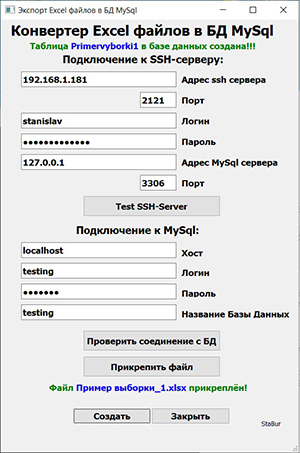 Экспорт Excel файлов в БД MySql
Конвертер Excel файлов в БД MySql
Таблица Primervyborki1 в базе данных создана!!!
Подключение к SSH-серверу:
192.168.1.181 Адрес ssh сервера
2121 Порт
stanislav Логин
••••••••••••• Пароль
127.0.0.1 Адрес MySql сервера
3306 Порт
Test SSH-Server
Подключение к MySql:
localhost Хост
testing Логин
••••••• Пароль
testing Название Базы Данных
Проверить соединение с БД
Прикрепить файл
Файл Пример выборки_1.xlsx прикреплён!
Создать Закрыть
StaBur